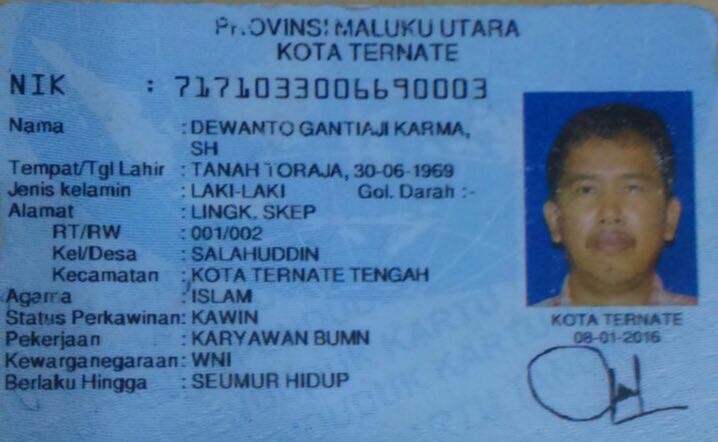 PROVINSI MALUKU UTARA
KOTA TERNATE
NIK : 7171033006690003
Nama : DEWANTO GANTIAJI KARMA,
SH
Tempat/Tgl Lahir : TANAH TORAJA, 30-06-1969
Jenis kelamin : LAKI-LAKI Gol. Darah :-
Alamat : LINGK. SKEP
RT/RW : 001/002
Kel/Desa : SALAHUDDIN
Kecamatan : KOTA TERNATE TENGAH
Agama : ISLAM
Status Perkawinan: KAWIN
Pekerjaan : KARYAWAN BUMN
Kewarganegaraan: WNI
Berlaku Hingga : SEUMUR HIDUP
KOTA TERNATE
08-01-2016